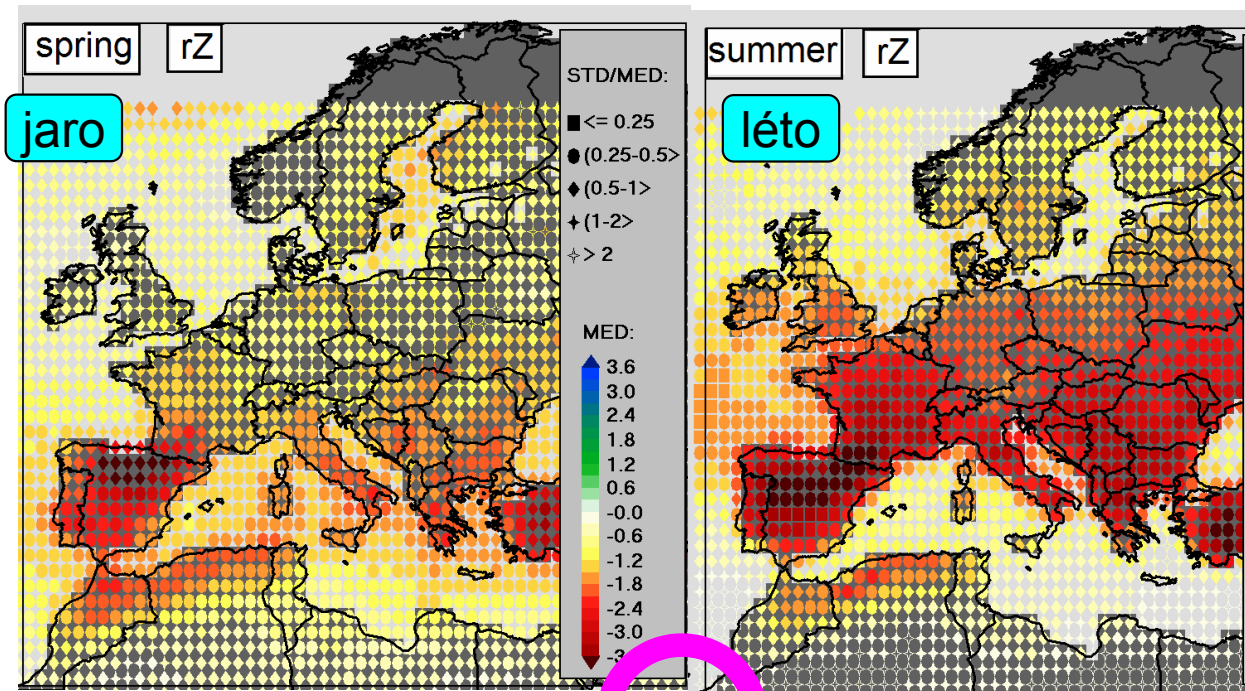 spring rZ
jaro
STD/MED:
<= 0.25
(0.25-0.5>
(0.5-1>
(1-2>
> 2
MED:
3.6
3.0
2.4
1.8
1.2
0.6
-0.0
-0.6
-1.2
-1.8
-2.4
-3.0
summer rZ
léto